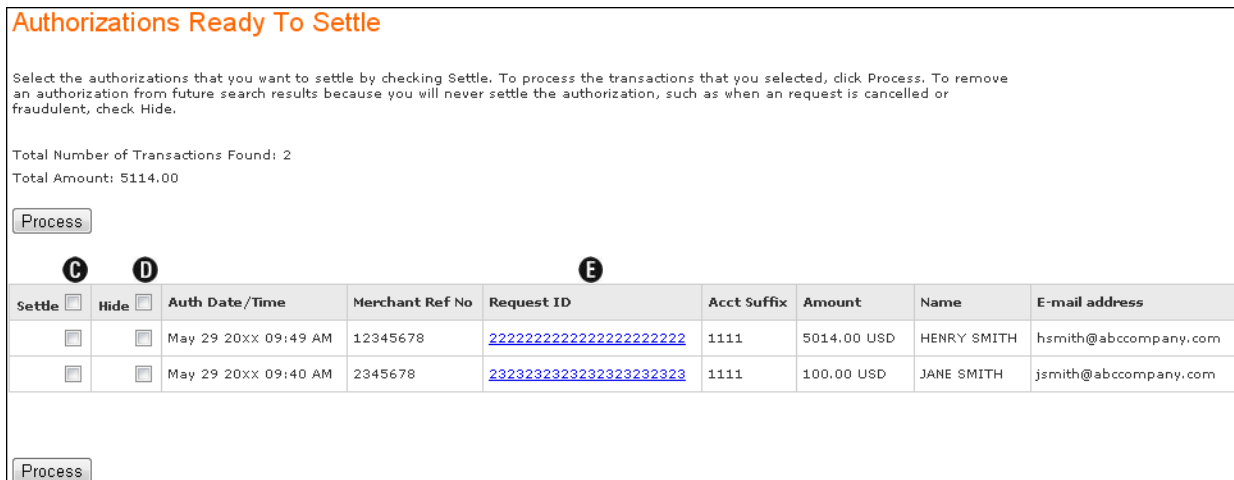 Authorizations Ready To Settle
Select the authorizations that you want to settle by checking Settle. To process the transactions that you selected, click Process. To remove
an authorization from future search results because you will never settle the authorization, such as when an request is cancelled or
fraudulent, check Hide.
Total Number of Transactions Found: 2
Total Amount: 5114.00
Process
C D E
Settle Hide Auth Date/Time Merchant Ref No Request ID Acct Suffix Amount Name E-mail address
May 29 20xx 09:49 AM 12345678 2222222222222222222222 1111 5014.00 USD HENRY SMITH hsmith@abccompany.com
May 29 20xx 09:40 AM 2345678 2323232323232323232323 1111 100.00 USD JANE SMITH jsmith@abccompany.com
Process